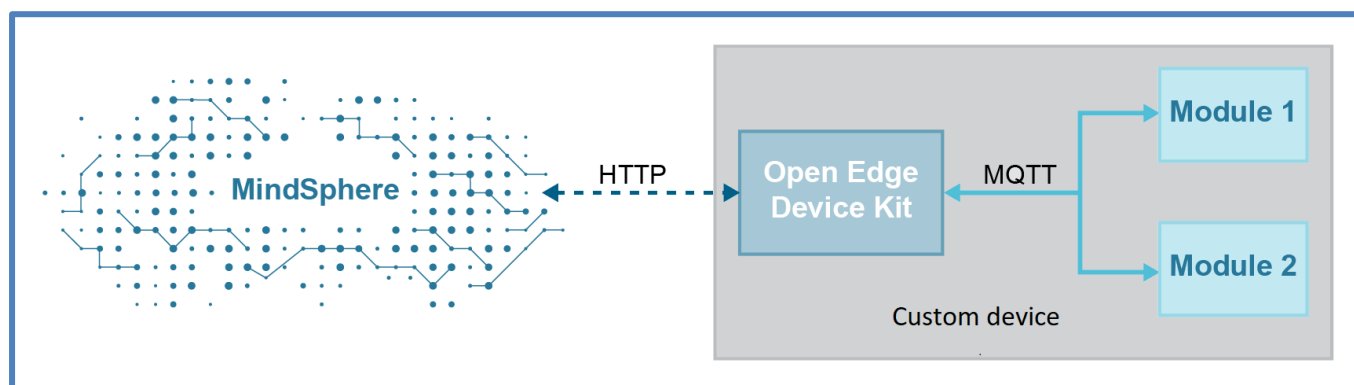 MindSphere
HTTP
Open Edge
Device Kit
MQTT
Module 1
Module 2
Custom device